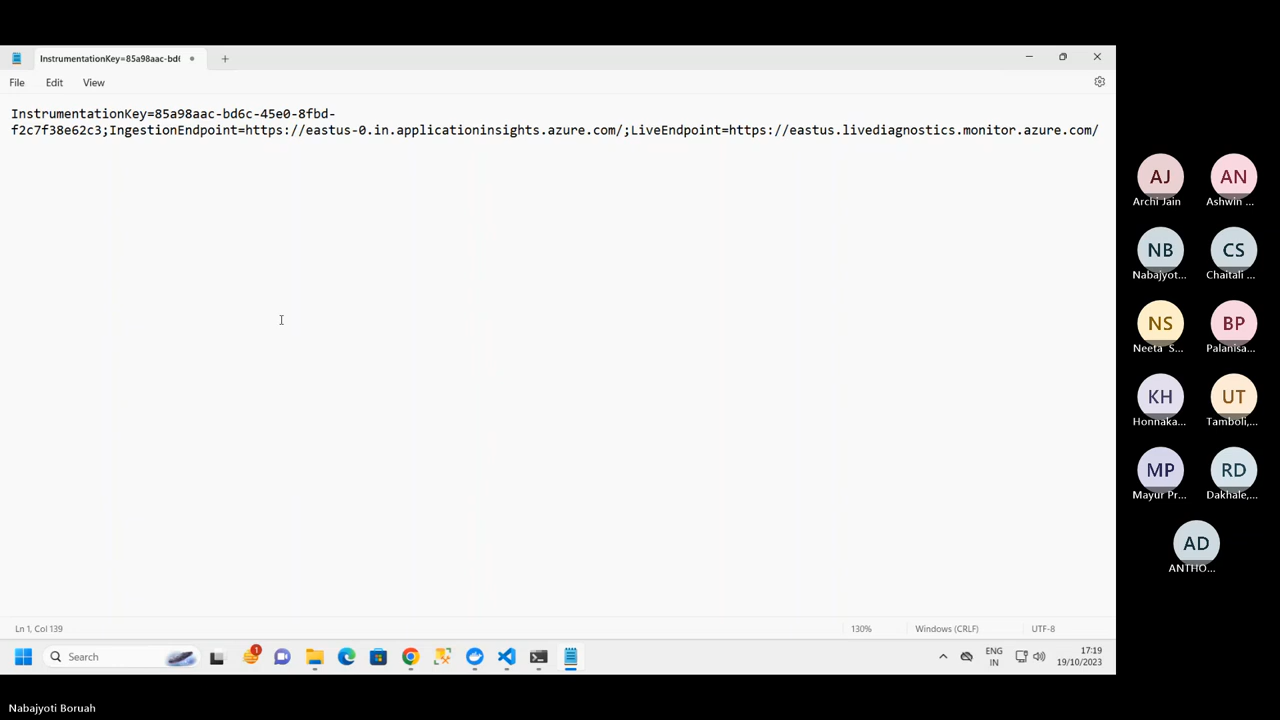 InstrumentationKey=85a98aac-bd6
File Edit View
InstrumentationKey=85a98aac-bd6c-45e0-8fbd-
f2c7f38e62c3;IngestionEndpoint=https://eastus-0.in.applicationinsights.azure.com/;LiveEndpoint=https://eastus.livediagnostics.monitor.azure.com/
AJ AN
Archi Jain Ashwin ...
NB CS
Nabajyot... Chaitali ...
NS BP
Neeta S... Palanisa...
KH UT
Honnaka... Tamboli,...
MP RD
Mayur Pr... Dakhale,...
AD
ANTHO...
Ln 1, Col 139 130% Windows (CRLF) UTF-8
Search 1 ENG 17:19
IN 19/10/2023
Nabajyoti Boruah